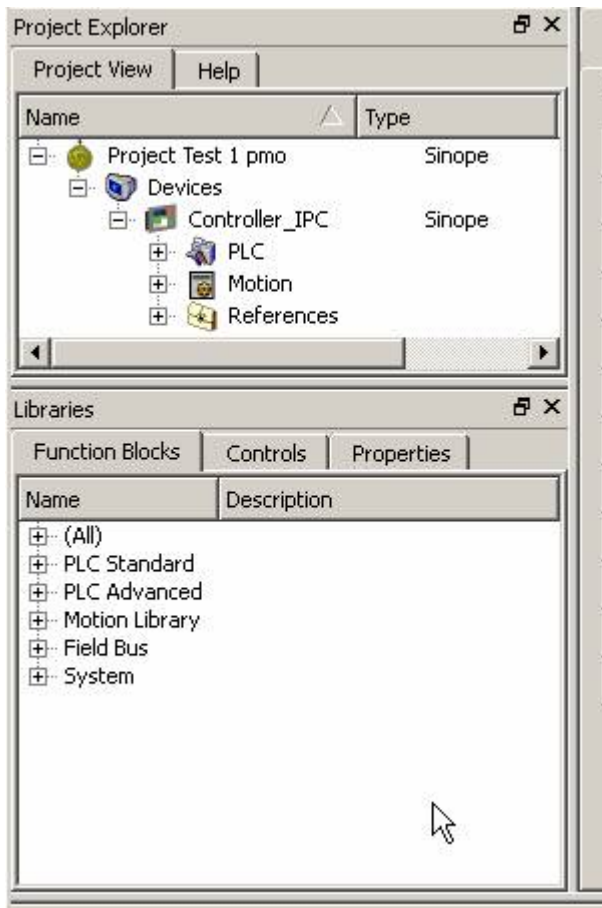 Project Explorer
Project View Help
Name Type
Project Test 1 pmo Sinope
Devices
Controller_IPC Sinope
PLC
Motion
References
Libraries
Function Blocks Controls Properties
Name Description
(All)
PLC Standard
PLC Advanced
Motion Library
Field Bus
System